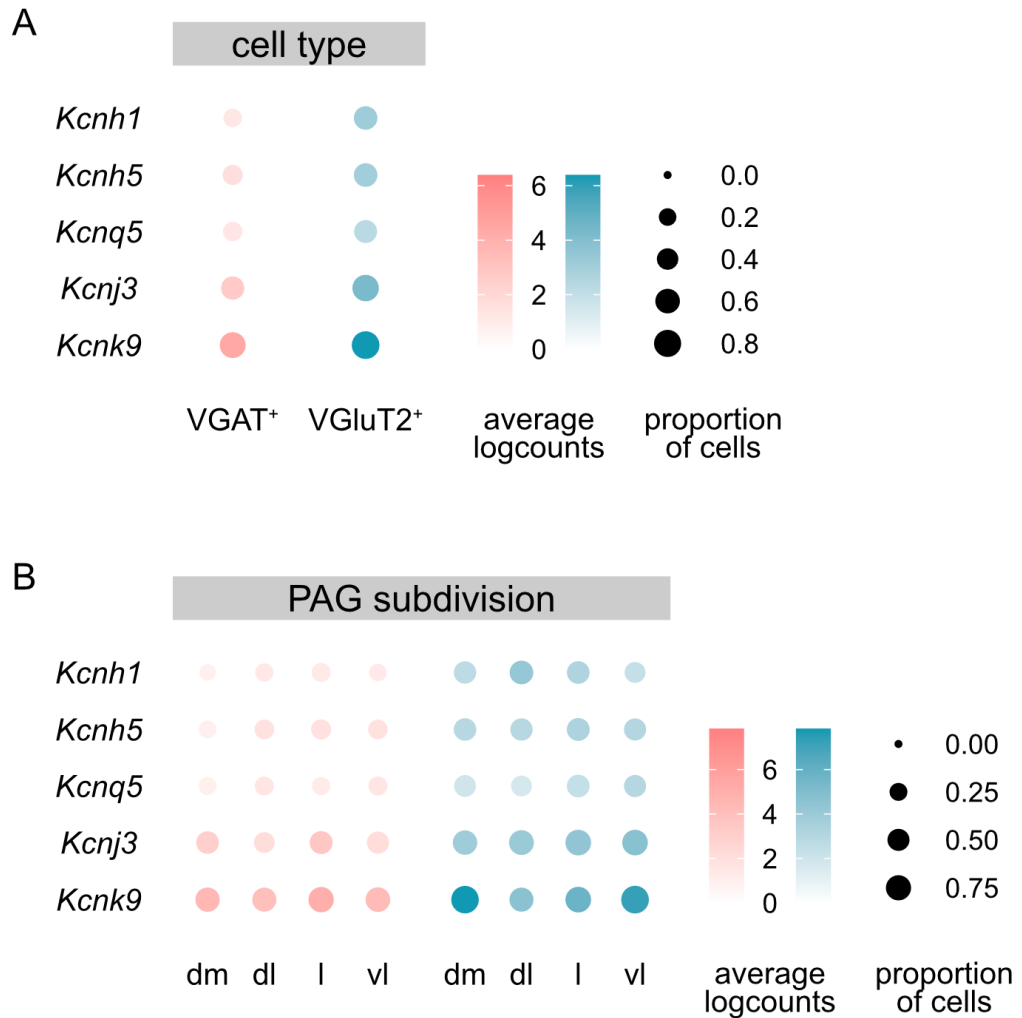 A
cell type
Kcnh1
Kcnh5
Kcnq5
Kcnj3
Kcnk9
VGAT⁺ VGluT2⁺
6
4
2
0
average
logcounts
0.0
0.2
0.4
0.6
0.8
proportion
of cells
B
PAG subdivision
Kcnh1
Kcnh5
Kcnq5
Kcnj3
Kcnk9
dm dl l vl dm dl l vl
6
4
2
0
average
logcounts
0.00
0.25
0.50
0.75
proportion
of cells